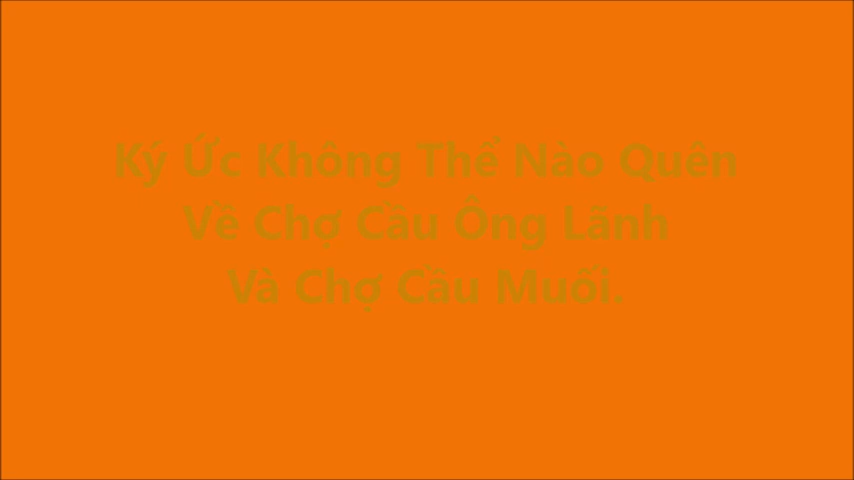 Ký Ức Không Thể Nào Quên
Về Chợ Cầu Ông Lãnh
Và Chợ Cầu Muối.